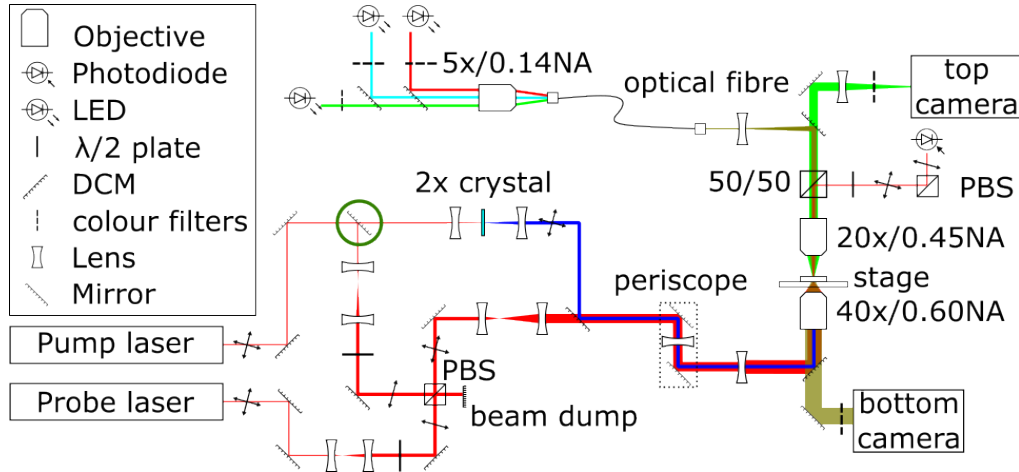 Objective
Photodiode
LED
λ/2 plate
DCM
colour filters
Lens
Mirror
5x/0.14NA
optical fibre
top
camera
50/50
PBS
2x crystal
20x/0.45NA
periscope
stage
40x/0.60NA
Pump laser
Probe laser
PBS
beam dump
bottom
camera